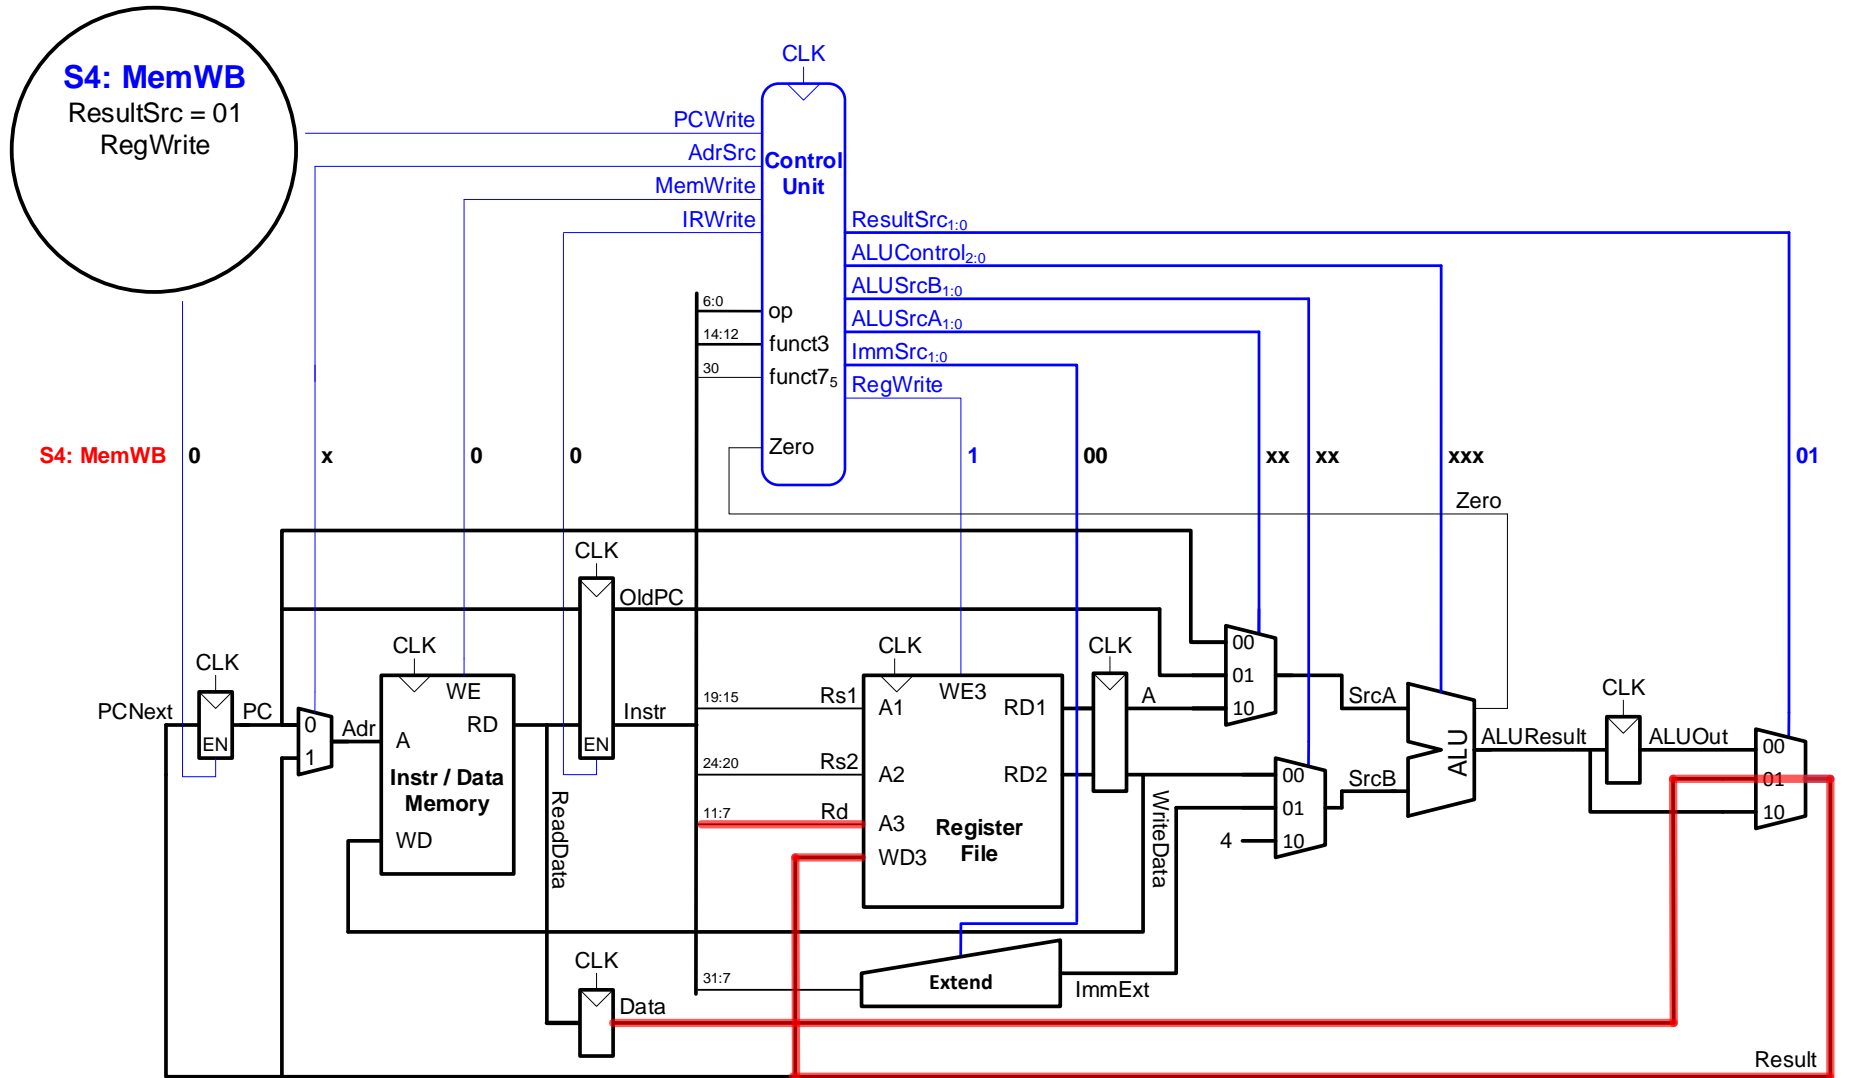 S4: MemWB
ResultSrc = 01
RegWrite
CLK
PCWrite
AdrSrc
MemWrite
IRWrite
Control
Unit
ResultSrc1:0
ALUControl2:0
ALUSrcB1:0
ALUSrcA1:0
ImmSrc1:0
RegWrite
6:0 op
14:12 funct3
30 funct75
Zero
S4: MemWB 0 x 0 0 1 00 xx xx xxx 01
Zero
CLK
OldPC
CLK
PCNext
PC
EN
0
1
Adr
CLK
WE
A
RD
Instr / Data
Memory
WD
EN
Instr
ReadData
19:15 Rs1
24:20 Rs2
11:7 Rd
31:7
CLK
WE3
A1
RD1
A2
RD2
A3
WD3
Register
File
CLK
A
WriteData
00
01
10
SrcA
00
01
10
4
SrcB
ALU
ALUResult
CLK
ALUOut
00
01
10
Extend
ImmExt
CLK
Data
Result